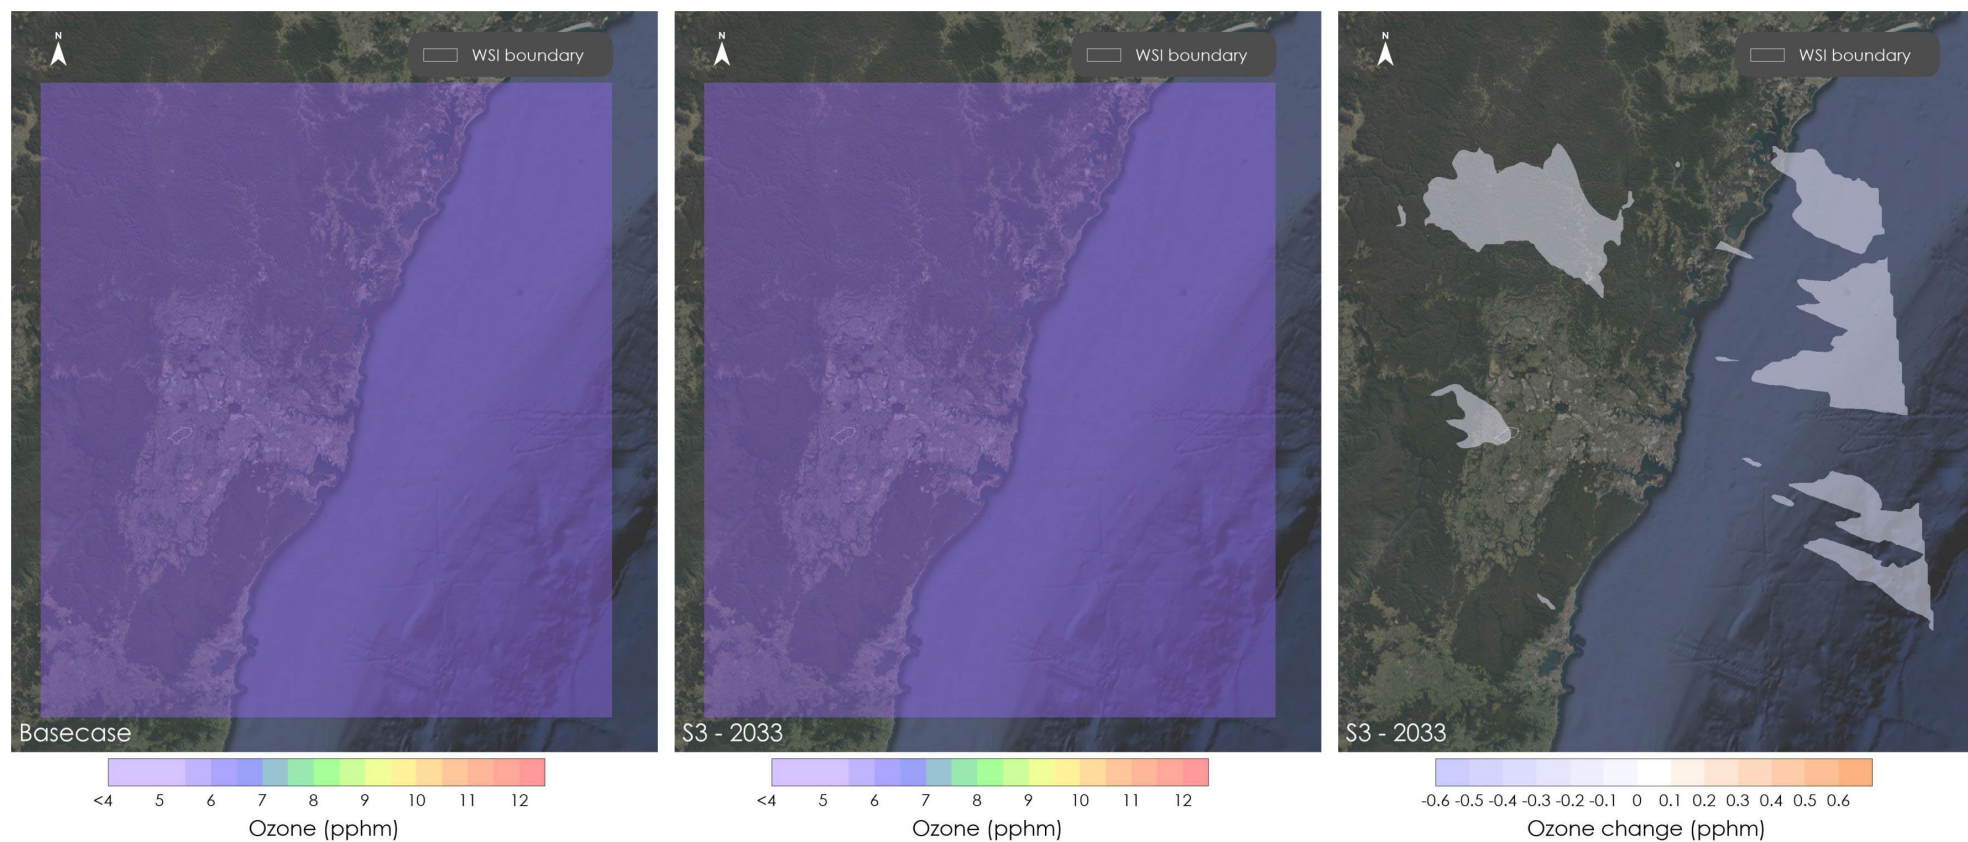 N
WSI boundary
Basecase
<4 5 6 7 8 9 10 11 12
Ozone (pphm)
N
WSI boundary
S3 - 2033
<4 5 6 7 8 9 10 11 12
Ozone (pphm)
N
WSI boundary
S3 - 2033
-0.6 -0.5 -0.4 -0.3 -0.2 -0.1 0 0.1 0.2 0.3 0.4 0.5 0.6
Ozone change (pphm)